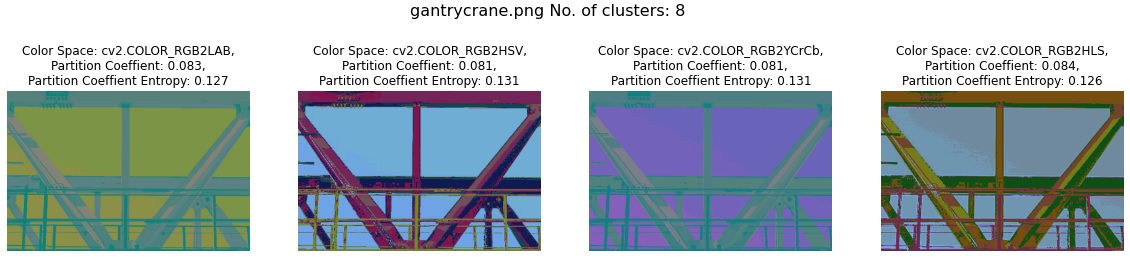 gantrycrane.png No. of clusters: 8
Color Space: cv2.COLOR_RGB2LAB,
Partition Coeffient: 0.083,
Partition Coeffient Entropy: 0.127
Color Space: cv2.COLOR_RGB2HSV,
Partition Coeffient: 0.081,
Partition Coeffient Entropy: 0.131
Color Space: cv2.COLOR_RGB2YCrCb,
Partition Coeffient: 0.081,
Partition Coeffient Entropy: 0.131
Color Space: cv2.COLOR_RGB2HLS,
Partition Coeffient: 0.084,
Partition Coeffient Entropy: 0.126